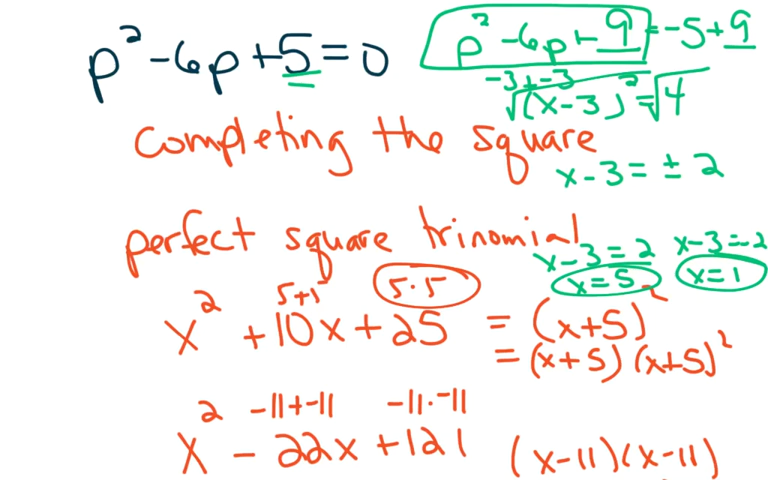 p² - 6p + 5 = 0
p² - 6p + 9 = -5 + 9
-3 + -3
√(x-3)² = √4
completing the square
x - 3 = ± 2
perfect square trinomial
x - 3 = 2
x - 3 = -2
x = 5
x = 1
5+5
5·5
x² + 10x + 25 = (x+5)²
= (x+5)(x+5)²
-11+-11
-11·-11
x² - 22x + 121 (x-11)(x-11)